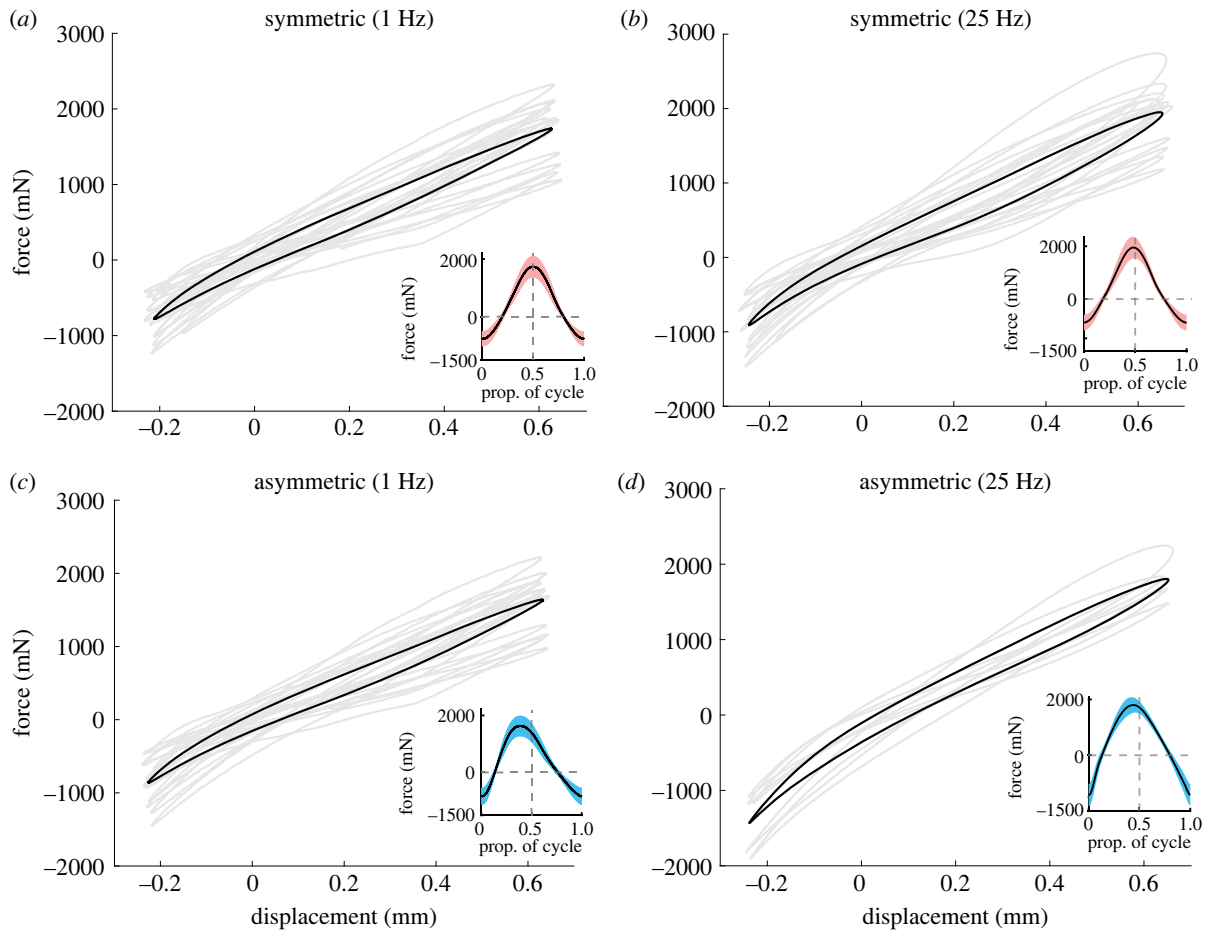 (a)
symmetric (1 Hz)
3000
2000
1000
0
−1000
−2000
force (mN)
−0.2 0 0.2 0.4 0.6
2000
0
−1500
force (mN)
0 0.5 1.0
prop. of cycle
(b)
symmetric (25 Hz)
3000
2000
1000
0
−1000
−2000
−0.2 0 0.2 0.4 0.6
2000
0
−1500
force (mN)
0 0.5 1.0
prop. of cycle
(c)
asymmetric (1 Hz)
3000
2000
1000
0
−1000
−2000
force (mN)
−0.2 0 0.2 0.4 0.6
displacement (mm)
2000
0
−1500
force (mN)
0 0.5 1.0
prop. of cycle
(d)
asymmetric (25 Hz)
3000
2000
1000
0
−1000
−2000
−0.2 0 0.2 0.4 0.6
displacement (mm)
2000
0
−1500
force (mN)
0 0.5 1.0
prop. of cycle